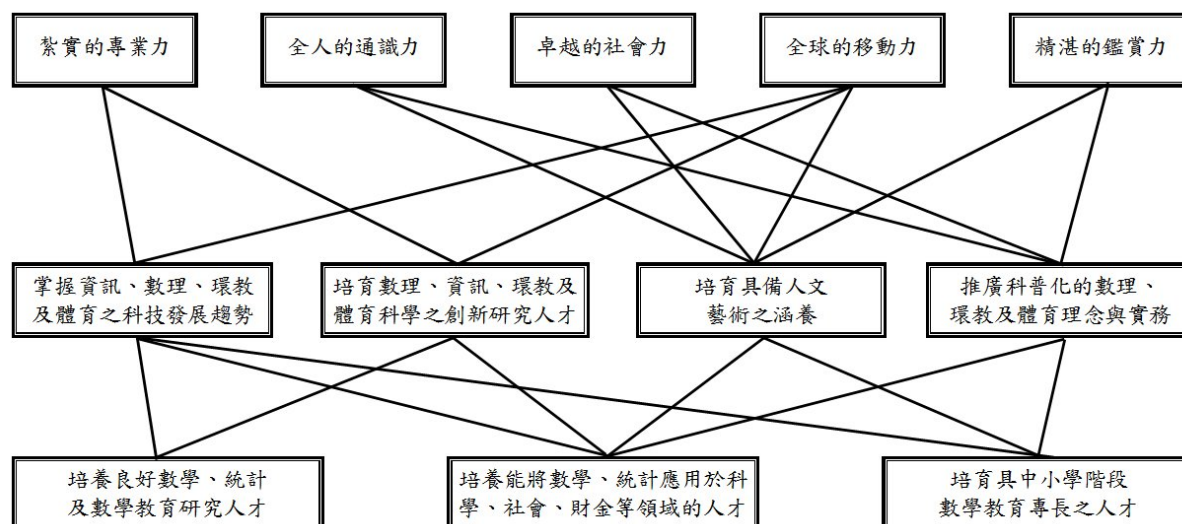 紮實的專業力
全人的通識力
卓越的社會力
全球的移動力
精湛的鑑賞力
掌握資訊、數理、環教
及體育之科技發展趨勢
培育數理、資訊、環教及
體育科學之創新研究人才
培育具備人文
藝術之涵養
推廣科普化的數理、
環教及體育理念與實務
培養良好數學、統計
及數學教育研究人才
培養能將數學、統計應用於科
學、社會、財金等領域的人才
培育具中小學階段
數學教育專長之人才